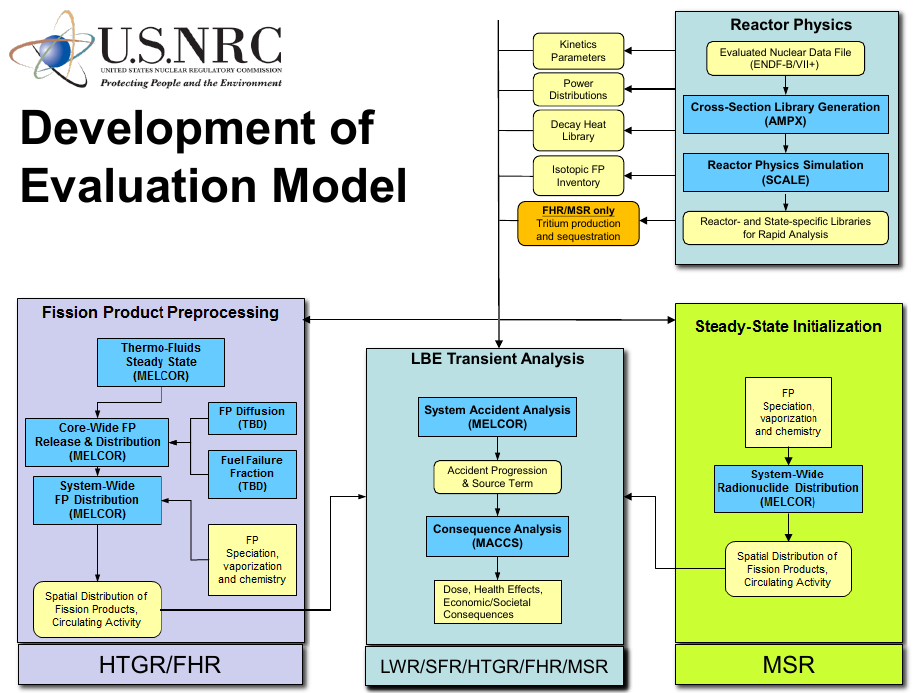 U.S.NRC
UNITED STATES NUCLEAR REGULATORY COMMISSION
Protecting People and the Environment
Development of
Evaluation Model
Reactor Physics
Evaluated Nuclear Data File
(ENDF-B/VII+)
Cross-Section Library Generation
(AMPX)
Reactor Physics Simulation
(SCALE)
Reactor- and State-specific Libraries
for Rapid Analysis
Kinetics
Parameters
Power
Distributions
Decay Heat
Library
Isotopic FP
Inventory
FHR/MSR only
Tritium production
and sequestration
Fission Product Preprocessing
Thermo-Fluids
Steady State
(MELCOR)
Core-Wide FP
Release & Distribution
(MELCOR)
FP Diffusion
(TBD)
Fuel Failure
Fraction
(TBD)
System-Wide
FP Distribution
(MELCOR)
FP
Speciation,
vaporization
and chemistry
Spatial Distribution of
Fission Products,
Circulating Activity
HTGR/FHR
LBE Transient Analysis
System Accident Analysis
(MELCOR)
Accident Progression
& Source Term
Consequence Analysis
(MACCS)
Dose, Health Effects,
Economic/Societal
Consequences
LWR/SFR/HTGR/FHR/MSR
Steady-State Initialization
FP
Speciation,
vaporization
and chemistry
System-Wide
Radionuclide Distribution
(MELCOR)
Spatial Distribution of
Fission Products,
Circulating Activity
MSR